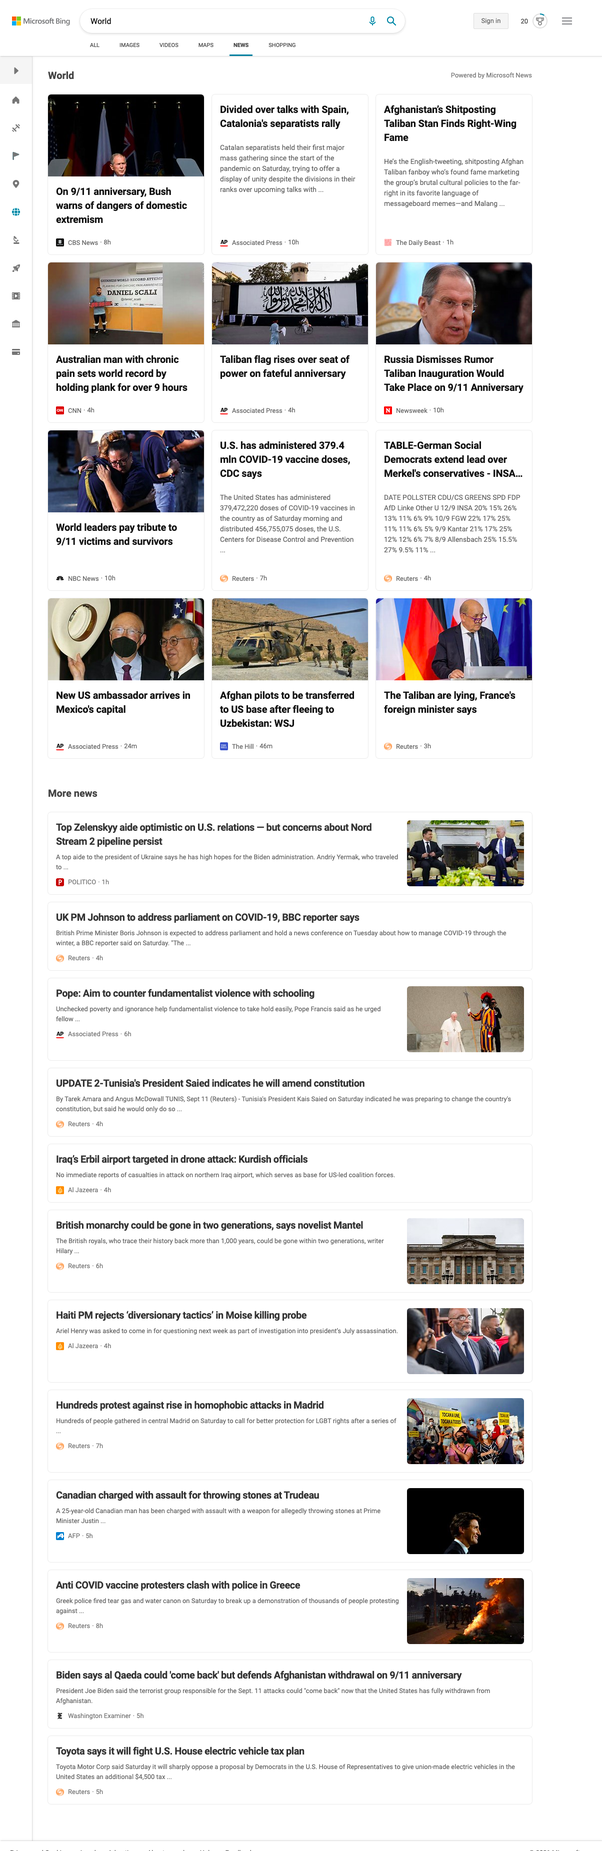 Microsoft Bing
World
Sign in
20
ALL
IMAGES
VIDEOS
MAPS
NEWS
SHOPPING
World
Powered by Microsoft News
On 9/11 anniversary, Bush
warns of dangers of domestic
extremism
CBS News · 8h
Divided over talks with Spain,
Catalonia's separatists rally
Catalan separatists held their first major
mass gathering since the start of the
pandemic on Saturday, trying to offer a
display of unity despite the divisions in their
ranks over upcoming talks with ...
AP Associated Press · 10h
Afghanistan's Shitposting
Taliban Stan Finds Right-Wing
Fame
He's the English-tweeting, shitposting Afghan
Taliban fanboy who's found fame marketing
the group's brutal cultural policies to the far-
right in its favorite language of
messageboard memes—and Malang ...
The Daily Beast · 1h
DANIEL SCALI
Australian man with chronic
pain sets world record by
holding plank for over 9 hours
CNN · 4h
Taliban flag rises over seat of
power on fateful anniversary
AP Associated Press · 4h
Russia Dismisses Rumor
Taliban Inauguration Would
Take Place on 9/11 Anniversary
N Newsweek · 10h
World leaders pay tribute to
9/11 victims and survivors
NBC News · 10h
U.S. has administered 379.4
mln COVID-19 vaccine doses,
CDC says
The United States has administered
379,472,220 doses of COVID-19 vaccines in
the country as of Saturday morning and
distributed 456,755,075 doses, the U.S.
Centers for Disease Control and Prevention
...
Reuters · 7h
TABLE-German Social
Democrats extend lead over
Merkel's conservatives - INSA...
DATE POLLSTER CDU/CS GREENS SPD FDP
AfD Linke Other U 12/9 INSA 20% 15% 26%
13% 11% 6% 9% 10/9 FGW 22% 17% 25%
11% 11% 6% 5% 9/9 Kantar 21% 17% 25%
12% 12% 6% 7% 8/9 Allensbach 25% 15.5%
27% 9.5% 11% ...
Reuters · 4h
New US ambassador arrives in
Mexico's capital
AP Associated Press · 24m
Afghan pilots to be transferred
to US base after fleeing to
Uzbekistan: WSJ
The Hill · 46m
The Taliban are lying, France's
foreign minister says
Reuters · 3h
More news
Top Zelenskyy aide optimistic on U.S. relations — but concerns about Nord
Stream 2 pipeline persist
A top aide to the president of Ukraine says he has high hopes for the Biden administration. Andriy Yermak, who traveled
to ...
P POLITICO · 1h
UK PM Johnson to address parliament on COVID-19, BBC reporter says
British Prime Minister Boris Johnson is expected to address parliament and hold a news conference on Tuesday about how to manage COVID-19 through the
winter, a BBC reporter said on Saturday. "The ...
Reuters · 4h
Pope: Aim to counter fundamentalist violence with schooling
Unchecked poverty and ignorance help fundamentalist violence to take hold easily, Pope Francis said as he urged
fellow ...
AP Associated Press · 6h
UPDATE 2-Tunisia's President Saied indicates he will amend constitution
By Tarek Amara and Angus McDowall TUNIS, Sept 11 (Reuters) - Tunisia's President Kais Saied on Saturday indicated he was preparing to change the country's
constitution, but said he would only do so ...
Reuters · 4h
Iraq's Erbil airport targeted in drone attack: Kurdish officials
No immediate reports of casualties in attack on northern Iraq airport, which serves as base for US-led coalition forces.
Al Jazeera · 4h
British monarchy could be gone in two generations, says novelist Mantel
The British royals, who trace their history back more than 1,000 years, could be gone within two generations, writer
Hilary ...
Reuters · 6h
Haiti PM rejects 'diversionary tactics' in Moise killing probe
Ariel Henry was asked to come in for questioning next week as part of investigation into president's July assassination.
Al Jazeera · 4h
Hundreds protest against rise in homophobic attacks in Madrid
Hundreds of people gathered in central Madrid on Saturday to call for better protection for LGBT rights after a series of
...
Reuters · 7h
Canadian charged with assault for throwing stones at Trudeau
A 25-year-old Canadian man has been charged with assault with a weapon for allegedly throwing stones at Prime
Minister Justin ...
AFP · 5h
Anti COVID vaccine protesters clash with police in Greece
Greek police fired tear gas and water canon on Saturday to break up a demonstration of thousands of people protesting
against ...
Reuters · 8h
Biden says al Qaeda could 'come back' but defends Afghanistan withdrawal on 9/11 anniversary
President Joe Biden said the terrorist group responsible for the Sept. 11 attacks could "come back" now that the United States has fully withdrawn from
Afghanistan.
Washington Examiner · 5h
Toyota says it will fight U.S. House electric vehicle tax plan
Toyota Motor Corp said Saturday it will sharply oppose a proposal by Democrats in the U.S. House of Representatives to give union-made electric vehicles in the
United States an additional $4,500 tax ...
Reuters · 5h